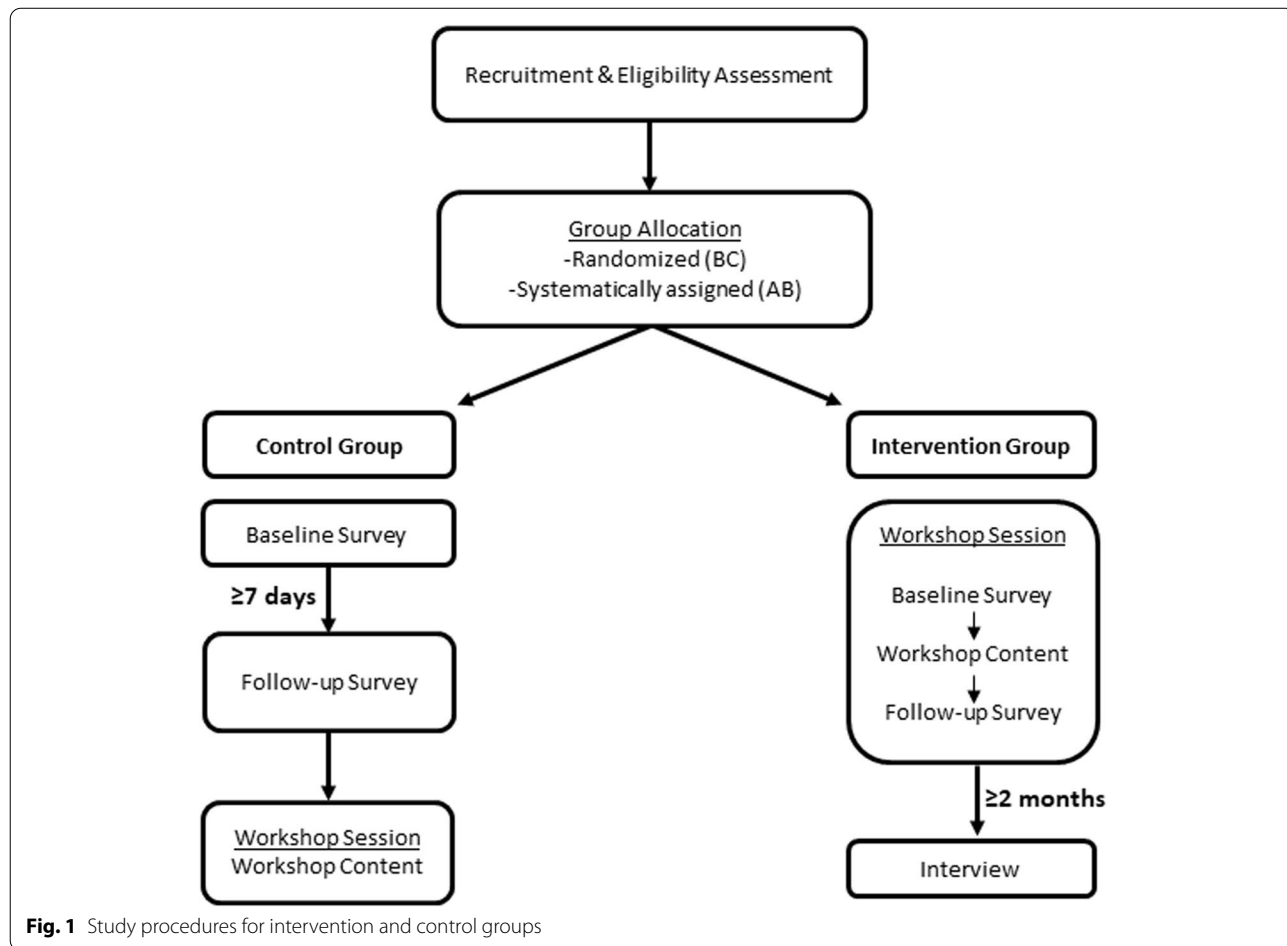 Recruitment & Eligibility Assessment
Group Allocation
-Randomized (BC)
-Systematically assigned (AB)
Control Group
Baseline Survey
≥7 days
Follow-up Survey
Workshop Session
Workshop Content
Intervention Group
Workshop Session
Baseline Survey
Workshop Content
Follow-up Survey
≥2 months
Interview
Fig. 1 Study procedures for intervention and control groups